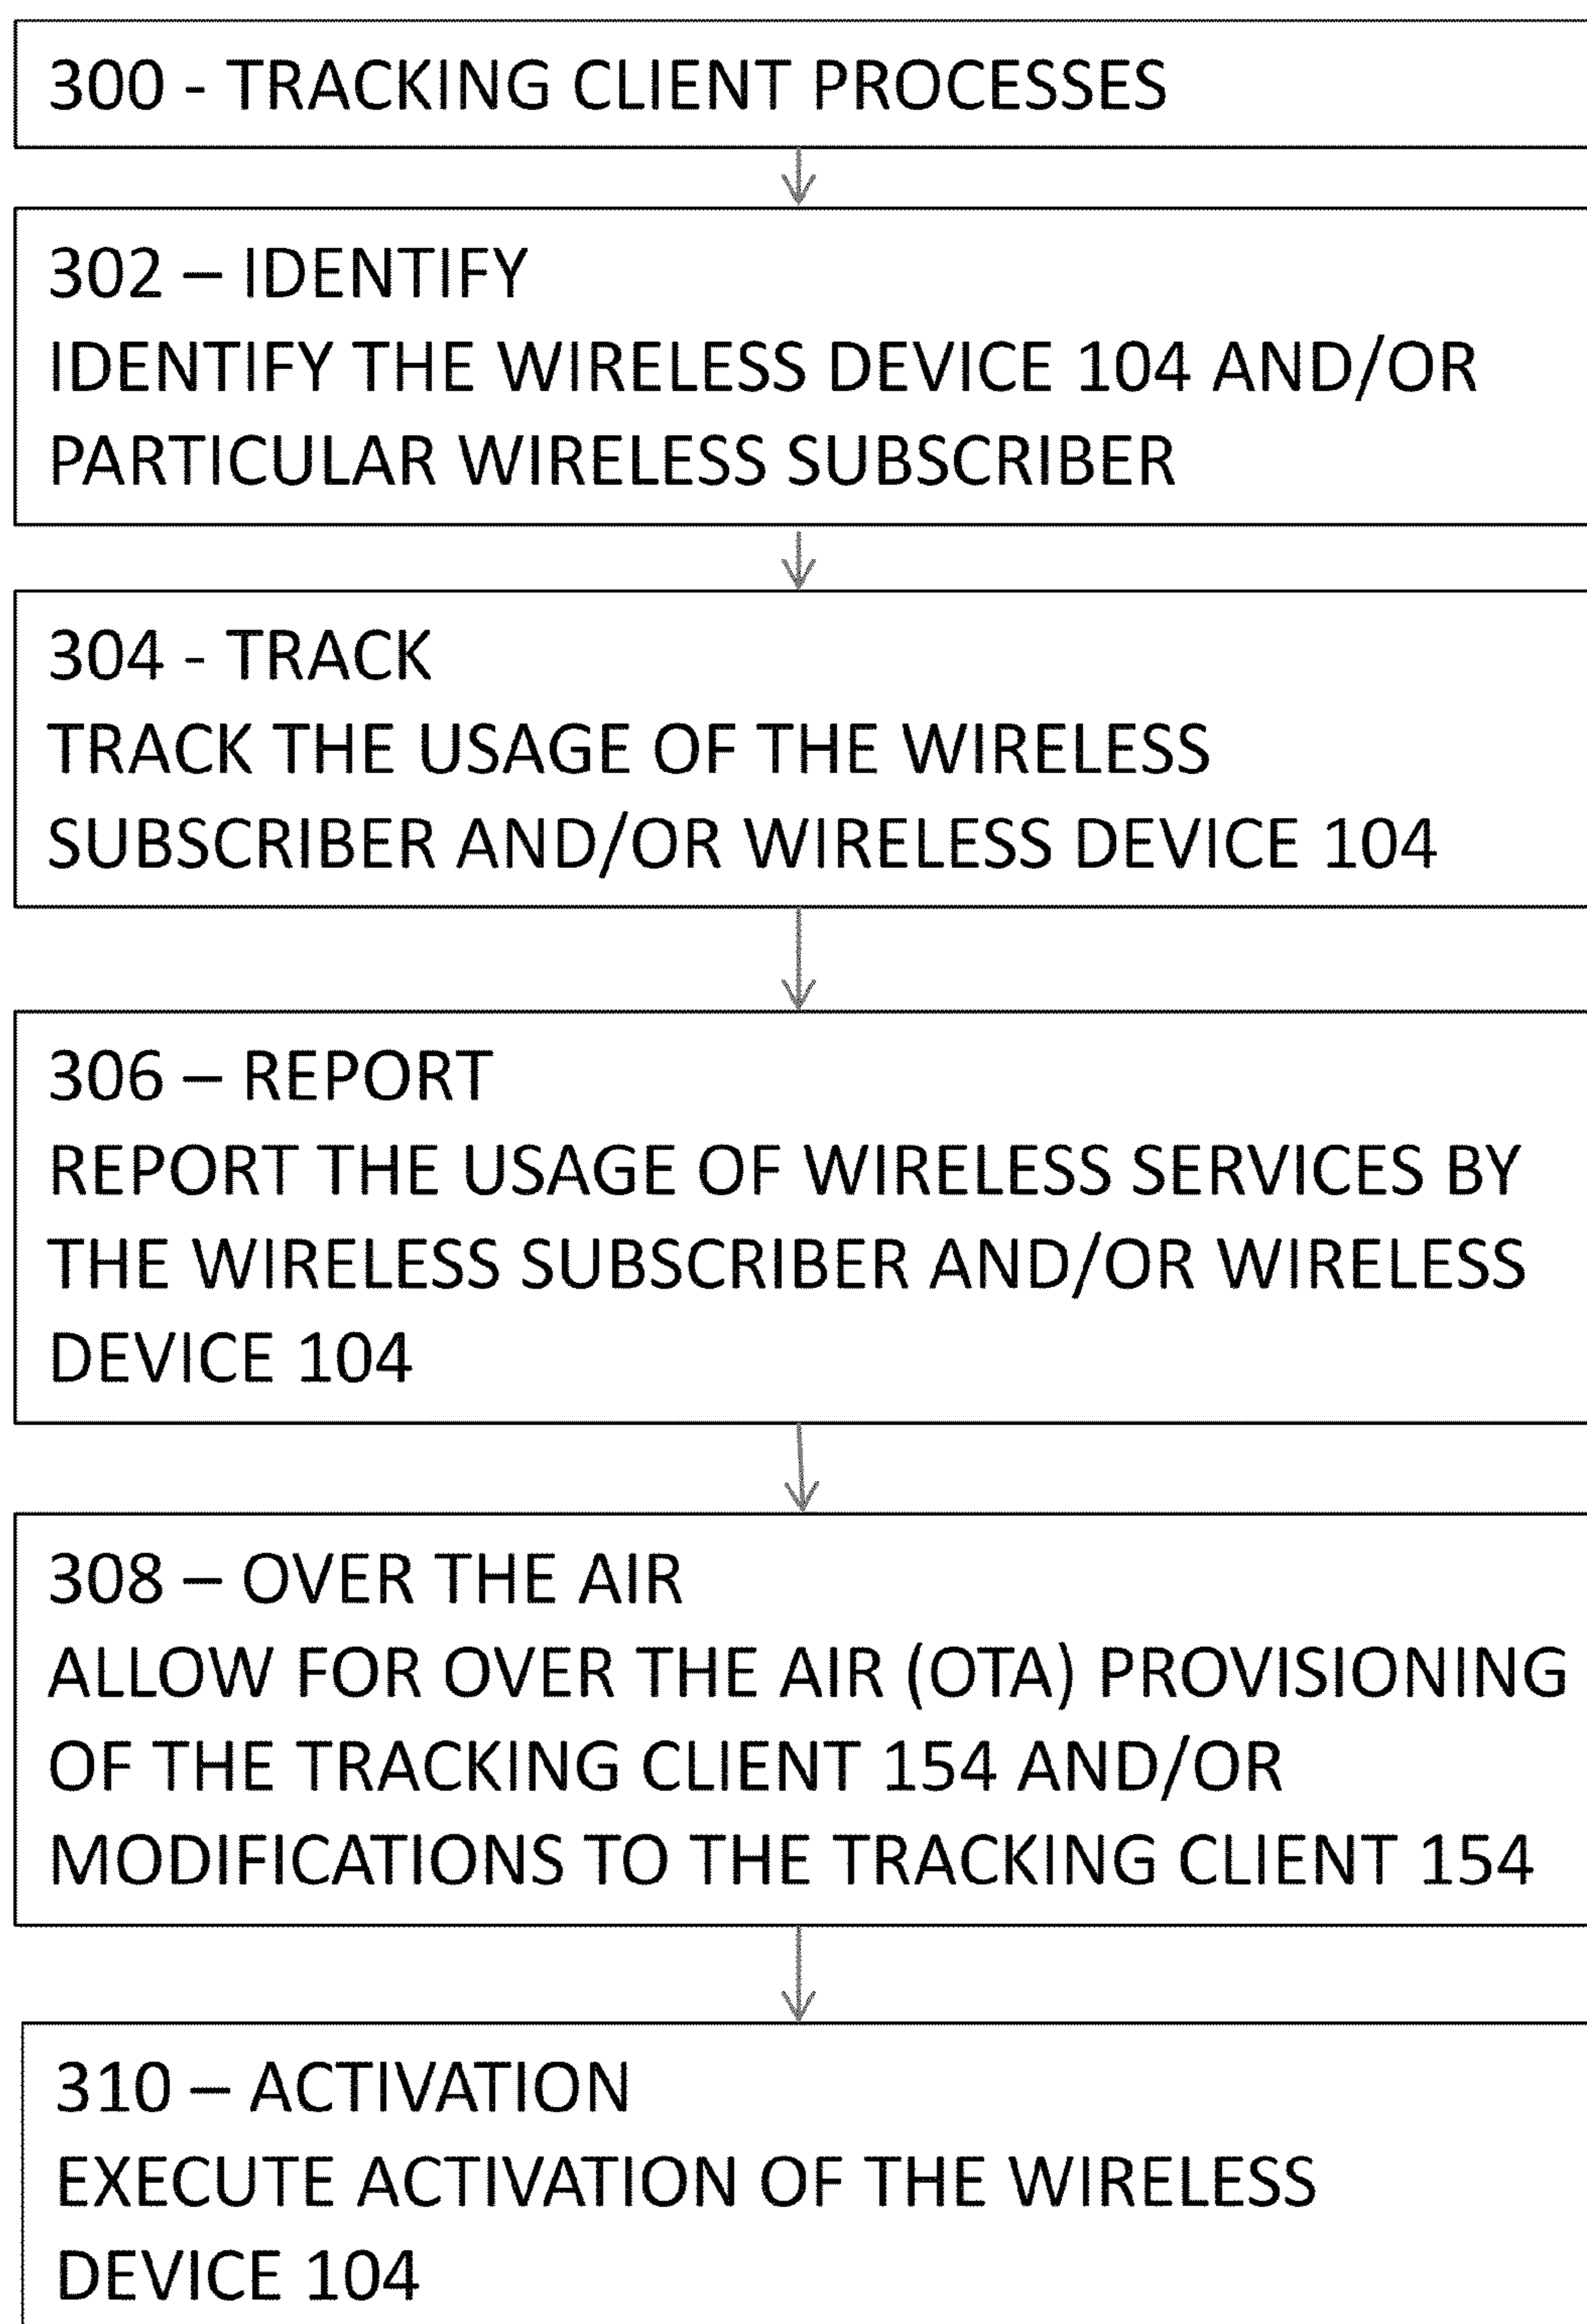 300 - TRACKING CLIENT PROCESSES
302 – IDENTIFY
IDENTIFY THE WIRELESS DEVICE 104 AND/OR
PARTICULAR WIRELESS SUBSCRIBER
304 - TRACK
TRACK THE USAGE OF THE WIRELESS
SUBSCRIBER AND/OR WIRELESS DEVICE 104
306 – REPORT
REPORT THE USAGE OF WIRELESS SERVICES BY
THE WIRELESS SUBSCRIBER AND/OR WIRELESS
DEVICE 104
308 – OVER THE AIR
ALLOW FOR OVER THE AIR (OTA) PROVISIONING
OF THE TRACKING CLIENT 154 AND/OR
MODIFICATIONS TO THE TRACKING CLIENT 154
310 – ACTIVATION
EXECUTE ACTIVATION OF THE WIRELESS
DEVICE 104